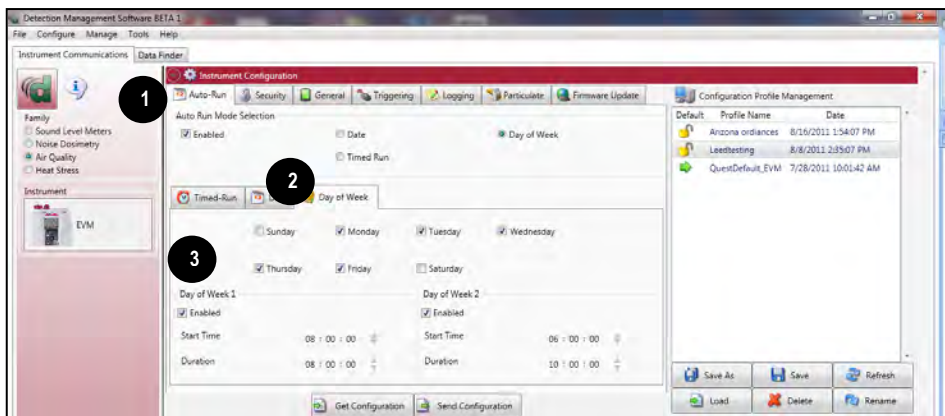 Detection Management Software BETA 1
File Configure Manage Tools Help
Instrument Communications Data Finder
Instrument Configuration
1
Auto-Run Security General Triggering Logging Particulate Firmware Update
Configuration Profile Management
Family
Sound Level Meters
Noise Dosimetry
Air Quality
Heat Stress
Instrument
EVM
Auto Run Mode Selection
Enabled Date Day of Week
Timed Run
2
Timed-Run Day of Week
3
Sunday Monday Tuesday Wednesday
Thursday Friday Saturday
Day of Week 1 Day of Week 2
Enabled Enabled
Start Time 08 : 00 : 00 Start Time 06 : 00 : 00
Duration 08 : 00 : 00 Duration 10 : 00 : 00
Get Configuration Send Configuration
Default Profile Name Date
Arizona ordiances 8/16/2011 1:54:07 PM
Leedtesting 8/8/2011 2:35:07 PM
QuestDefault_EVM 7/28/2011 10:01:42 AM
Save As Save Refresh
Load Delete Rename